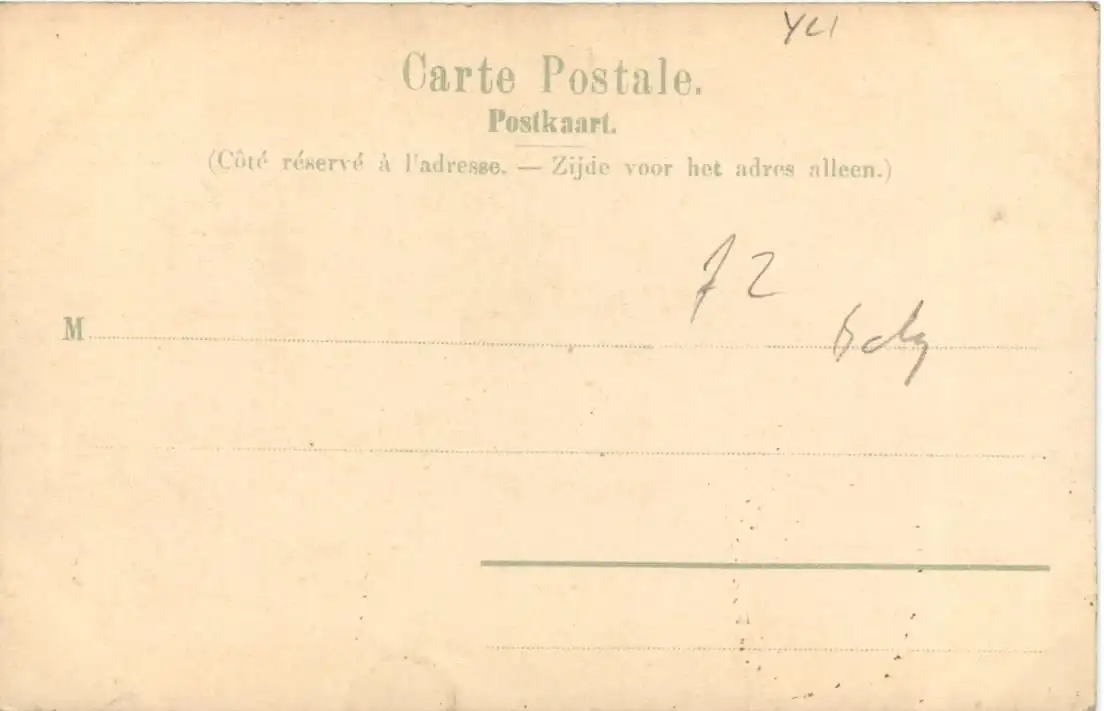 Carte Postale.
Postkaart.
(Côté réservé à l'adresse. — Zijde voor het adres alleen.)
72
M